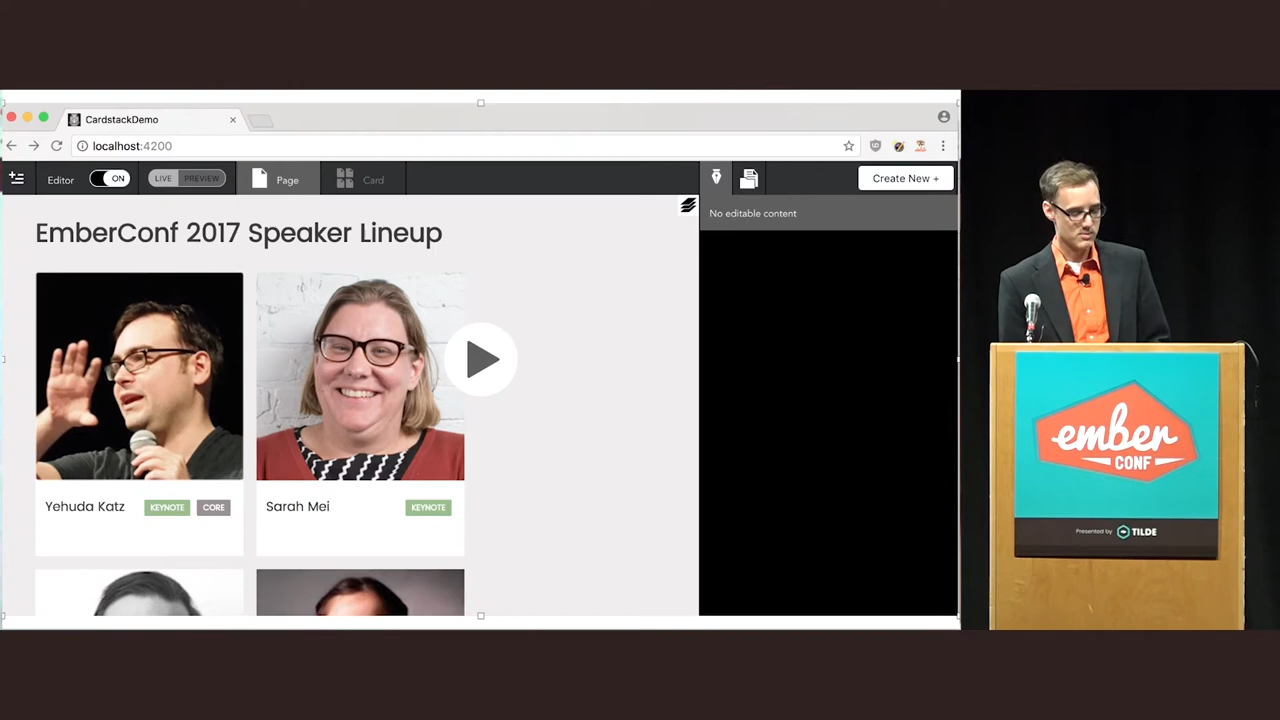 CardstackDemo
localhost:4200
Editor ON LIVE PREVIEW Page Card Create New +
No editable content
EmberConf 2017 Speaker Lineup
Yehuda Katz KEYNOTE CORE
Sarah Mei KEYNOTE
ember
CONF
Presented by TILDE